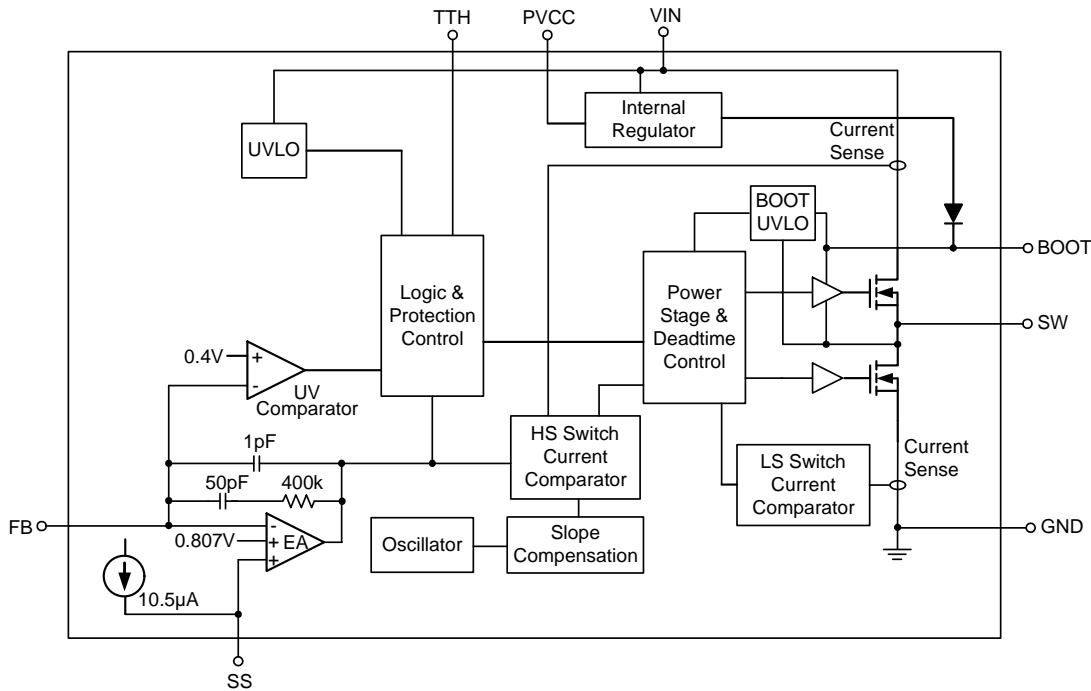 TTH
PVCC
VIN
Internal
Regulator
UVLO
Current
Sense
BOOT
UVLO
BOOT
Logic &
Protection
Control
Power
Stage &
Deadtime
Control
SW
0.4V
+
-
UV
Comparator
1pF
HS Switch
Current
Comparator
LS Switch
Current
Comparator
Current
Sense
50pF
400k
FB
-
0.807V
+
EA
+
Oscillator
Slope
Compensation
GND
10.5µA
SS